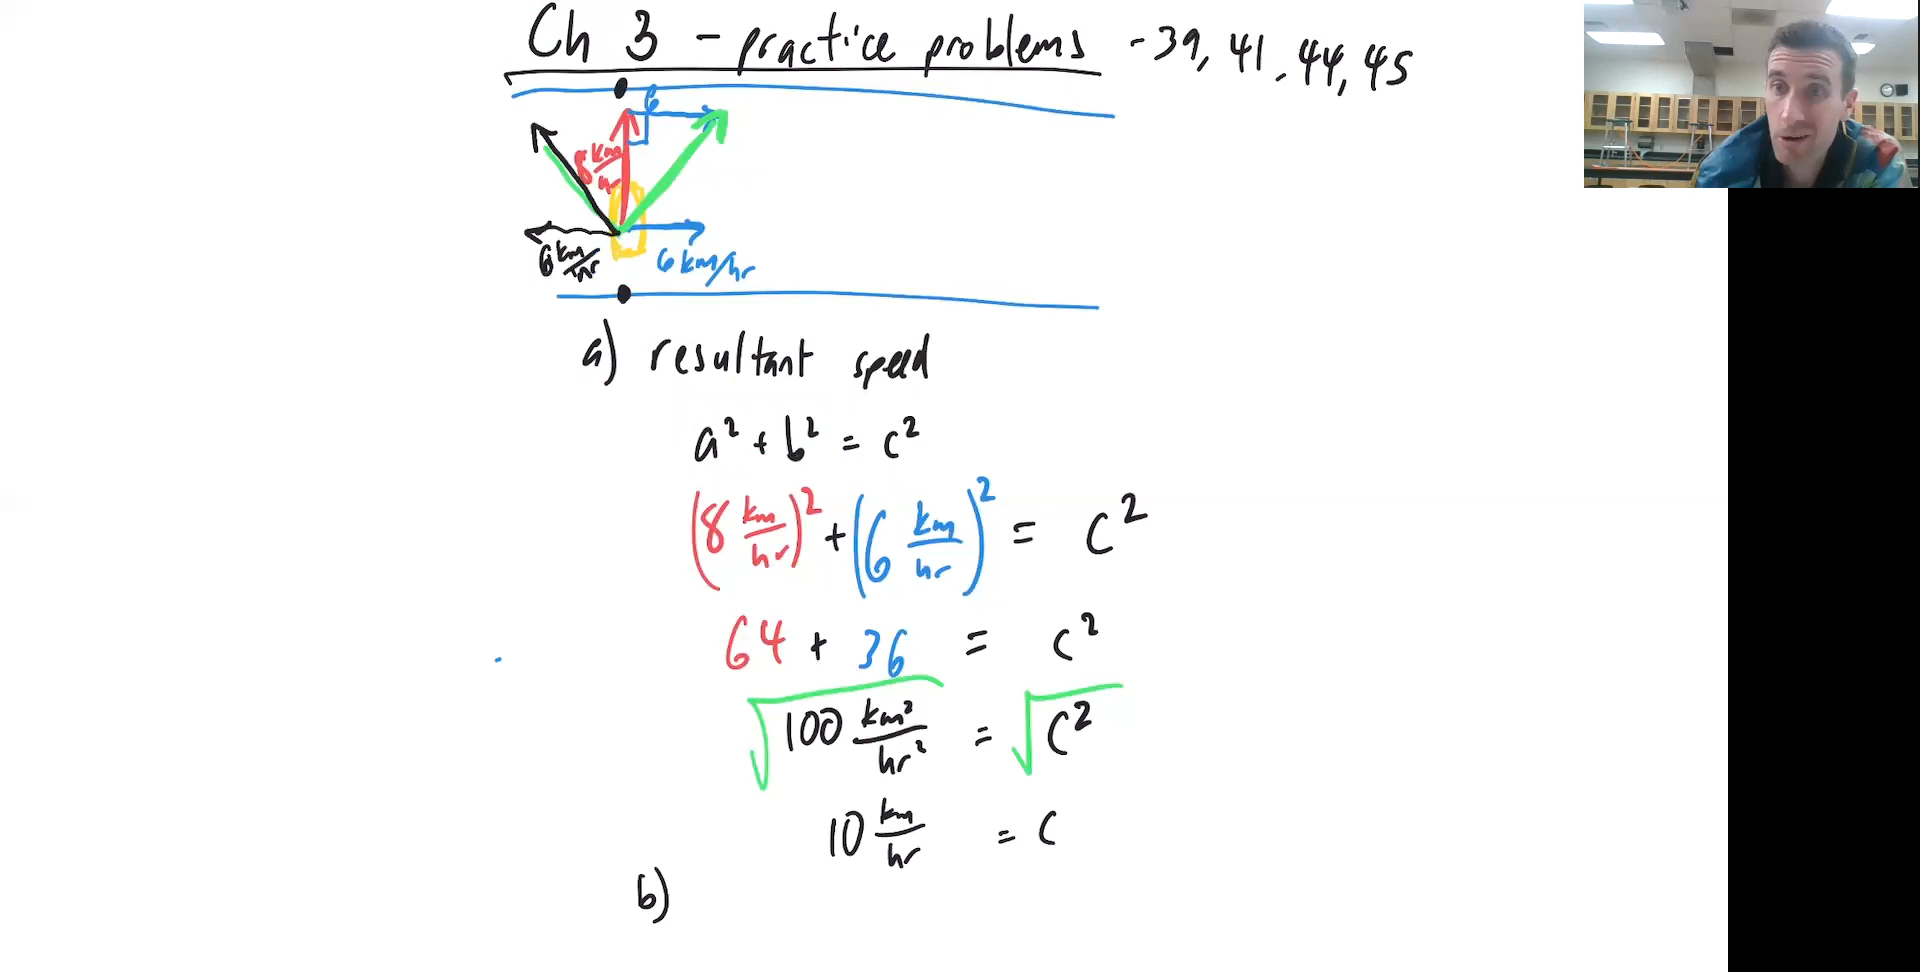 Ch 3 - practice problems - 39, 41, 44, 45
6
8 km/hr
6 km/hr
6 km/hr
a) resultant speed
a² + b² = c²
(8 km/hr)² + (6 km/hr)² = c²
64 + 36 = c²
√100 km²/hr² = √c²
10 km/hr = c
b)